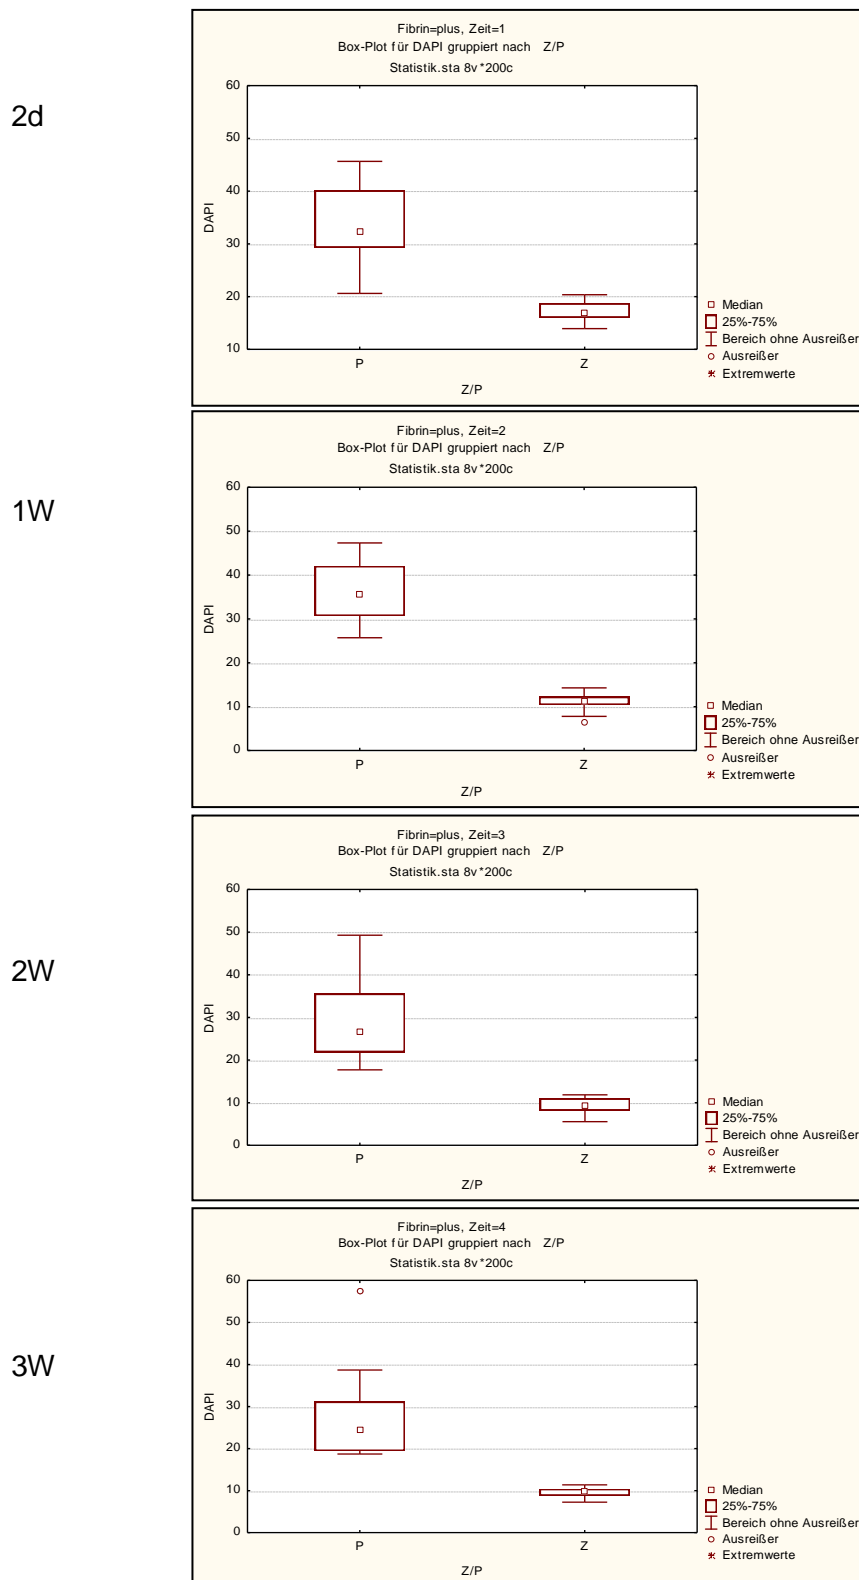 2d
Fibrin=plus, Zeit=1
Box-Plot für DAPI gruppiert nach Z/P
Statistik.sta 8v*200c
60
50
40
30
20
10
DAPI
P
Z
Z/P
Median
25%-75%
Bereich ohne Ausreißer
Ausreißer
Extremwerte
1W
Fibrin=plus, Zeit=2
Box-Plot für DAPI gruppiert nach Z/P
Statistik.sta 8v*200c
60
50
40
30
20
10
0
DAPI
P
Z
Z/P
Median
25%-75%
Bereich ohne Ausreißer
Ausreißer
Extremwerte
2W
Fibrin=plus, Zeit=3
Box-Plot für DAPI gruppiert nach Z/P
Statistik.sta 8v*200c
60
50
40
30
20
10
0
DAPI
P
Z
Z/P
Median
25%-75%
Bereich ohne Ausreißer
Ausreißer
Extremwerte
3W
Fibrin=plus, Zeit=4
Box-Plot für DAPI gruppiert nach Z/P
Statistik.sta 8v*200c
60
50
40
30
20
10
0
DAPI
P
Z
Z/P
Median
25%-75%
Bereich ohne Ausreißer
Ausreißer
Extremwerte